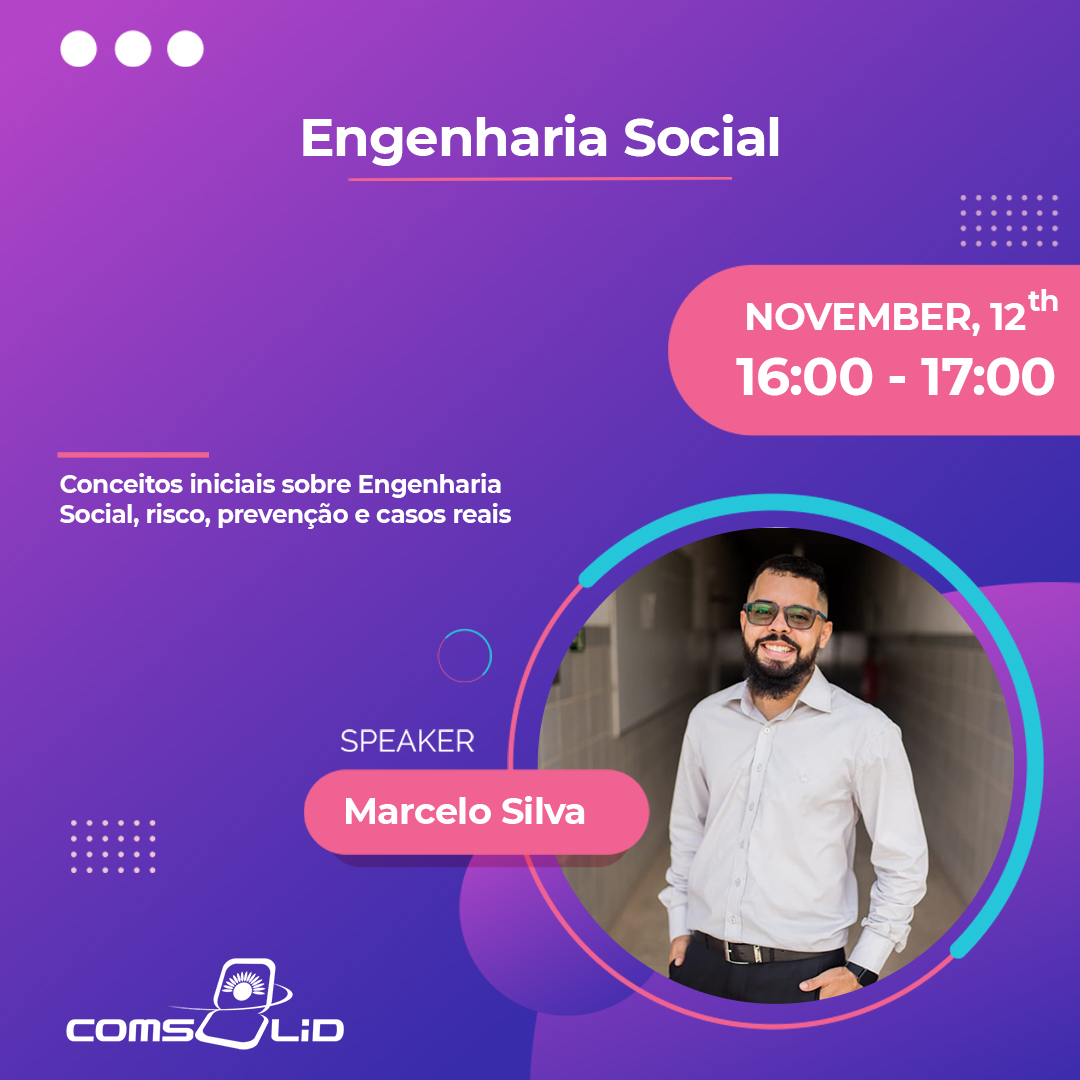 Engenharia Social
NOVEMBER, 12th
16:00 - 17:00
Conceitos iniciais sobre Engenharia
Social, risco, prevenção e casos reais
SPEAKER
Marcelo Silva
COMSOLiD